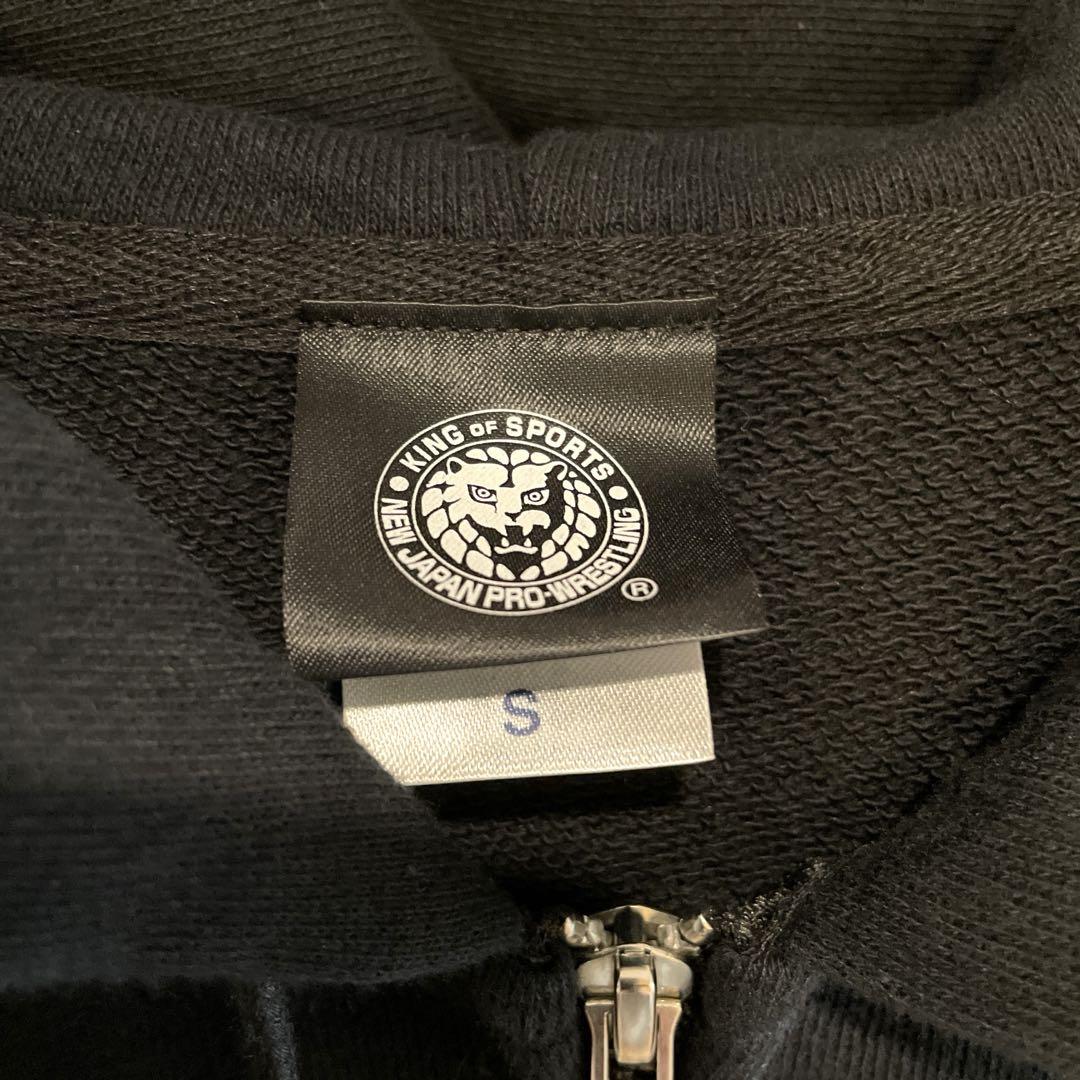 KING OF SPORTS
NEW JAPAN PRO-WRESTLING
®
S